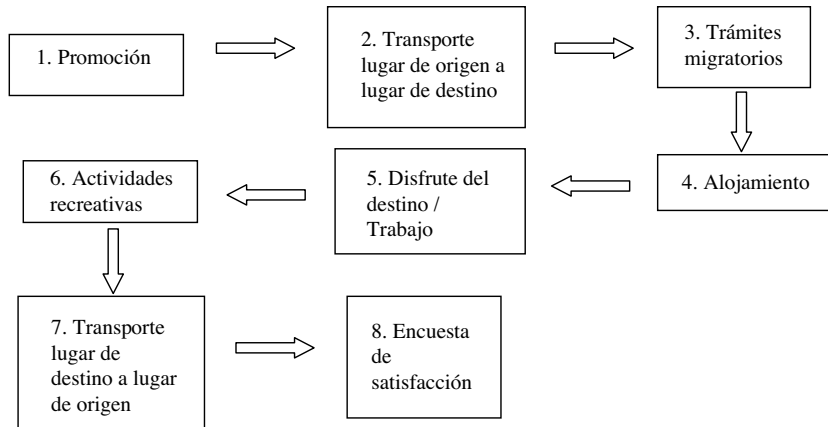 1. Promoción
2. Transporte
lugar de origen a
lugar de destino
3. Trámites
migratorios
4. Alojamiento
5. Disfrute del
destino /
Trabajo
6. Actividades
recreativas
7. Transporte
lugar de
destino a lugar
de origen
8. Encuesta
de
satisfacción